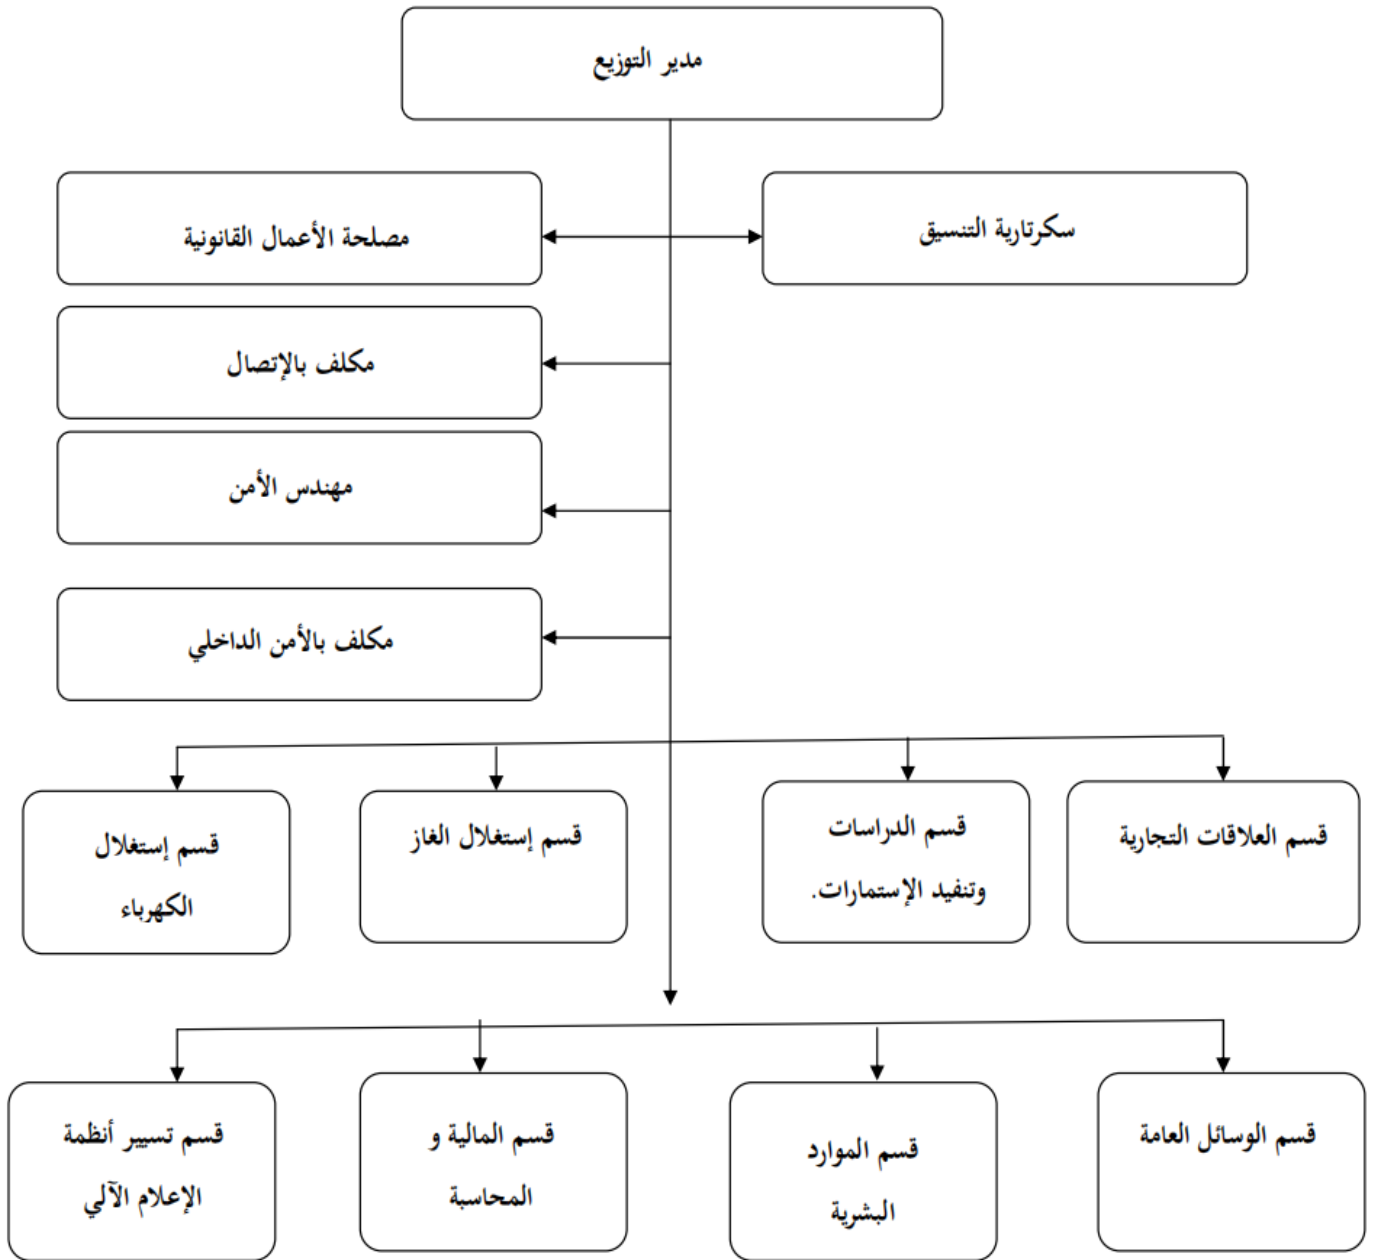 مدير التوزيع
سكرتارية التنسيق
مصلحة الأعمال القانونية
مكلف بالإتصال
مهندس الأمن
مكلف بالأمن الداخلي
قسم العلاقات التجارية
قسم الدراسات
وتنفيد الإستمارات.
قسم إستغلال الغاز
قسم إستغلال
الكهرباء
قسم الوسائل العامة
قسم الموارد
البشرية
قسم المالية و
المحاسبة
قسم تسيير أنظمة
الإعلام الآلي